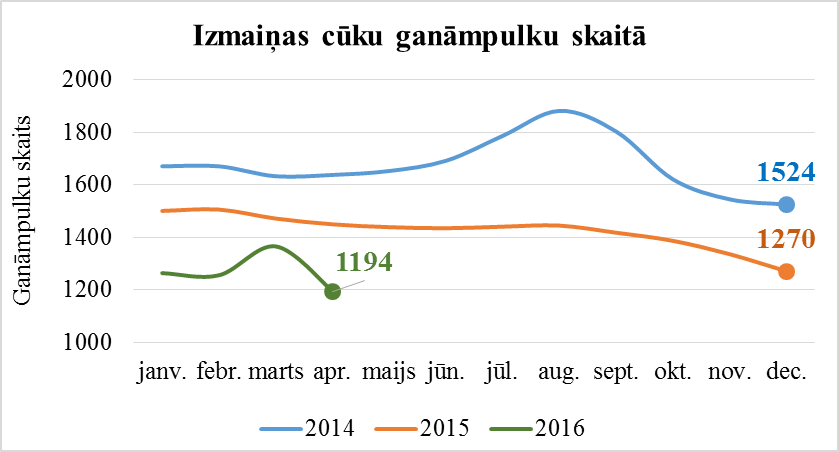 Izmaiņas cūku ganāmpulku skaitā
Ganāmpulku skaits
2000
1800
1600
1400
1200
1000
1524
1270
1194
janv. febr. marts apr. maijs jūn. jūl. aug. sept. okt. nov. dec.
2014 2015 2016